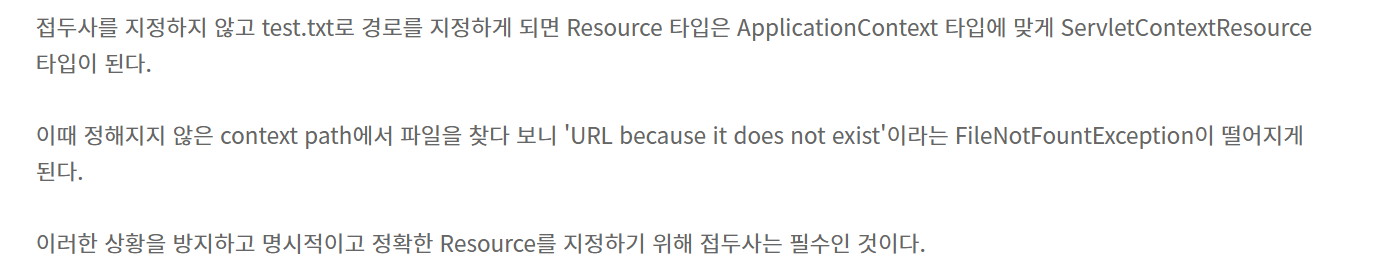 접두사를 지정하지 않고 test.txt로 경로를 지정하게 되면 Resource 타입은 ApplicationContext 타입에 맞게 ServletContextResource
타입이 된다.
이때 정해지지 않은 context path에서 파일을 찾다 보니 'URL because it does not exist'이라는 FileNotFountException이 떨어지게
된다.
이러한 상황을 방지하고 명시적이고 정확한 Resource를 지정하기 위해 접두사는 필수인 것이다.